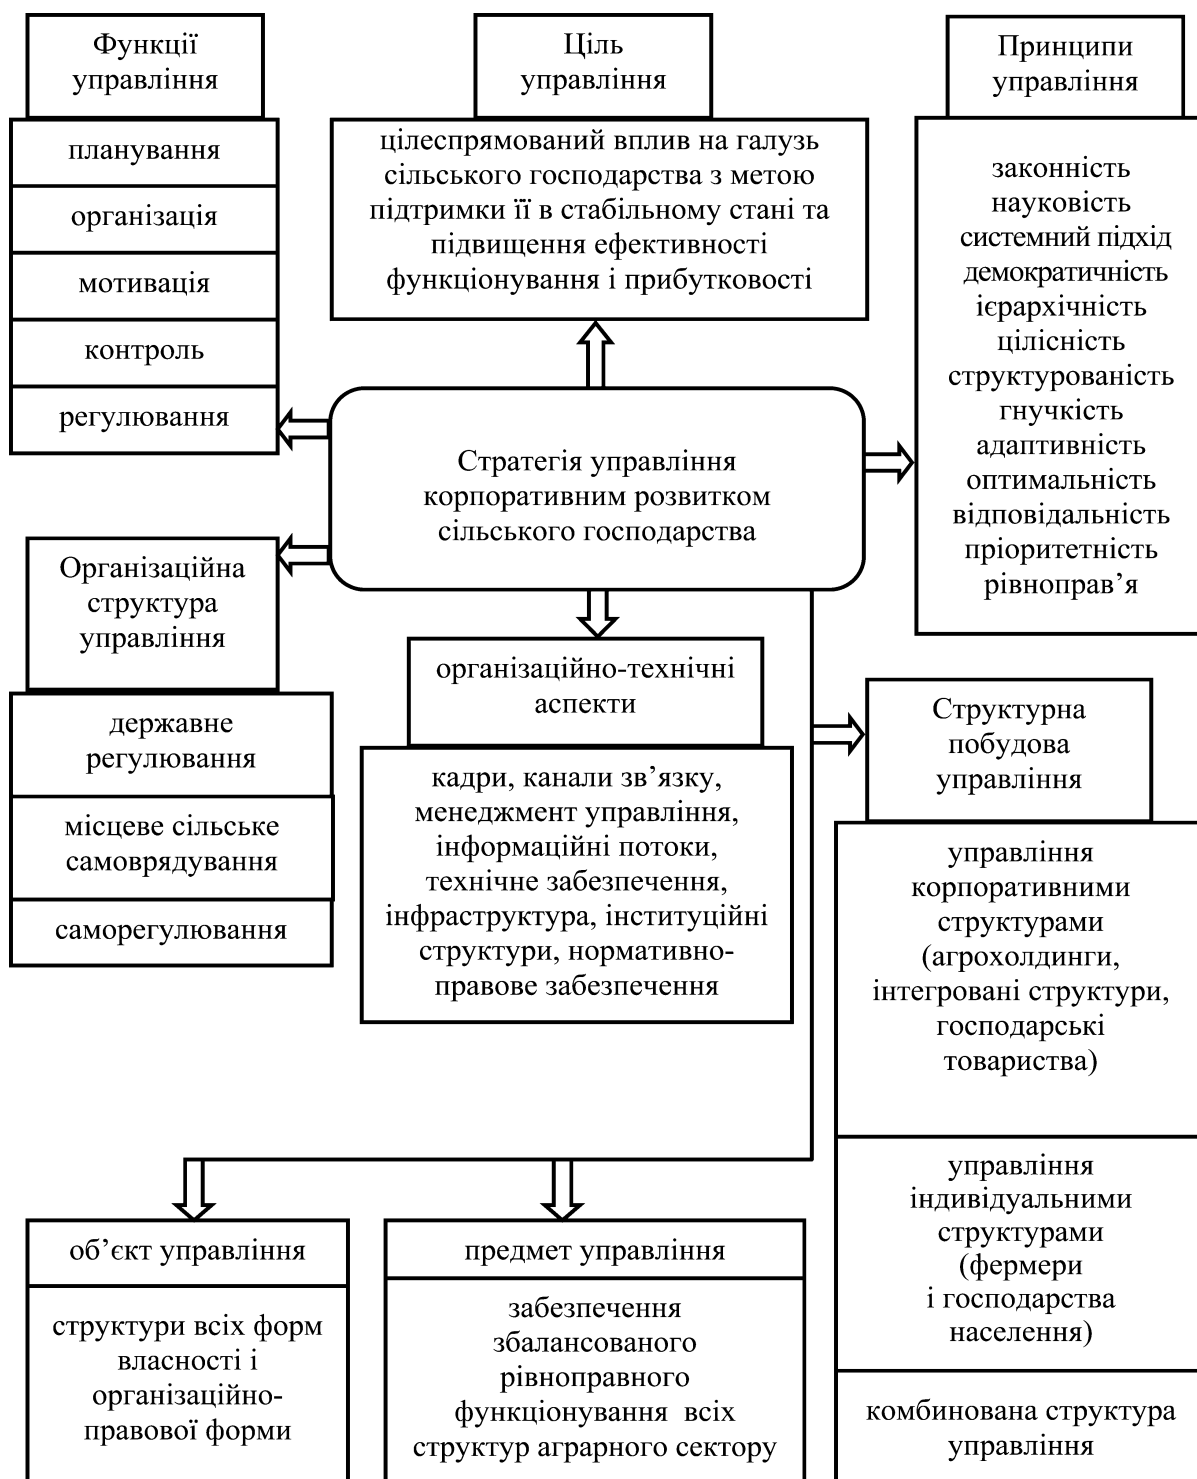 Функції
управління
планування
організація
мотивація
контроль
регулювання
Ціль
управління
цілеспрямований вплив на галузь
сільського господарства з метою
підтримки її в стабільному стані та
підвищення ефективності
функціонування і прибутковості
Принципи
управління
законність
науковість
системний підхід
демократичність
ієрархічність
цілісність
структурованість
гнучкість
адаптивність
оптимальність
відповідальність
пріоритетність
рівноправ’я
Стратегія управління
корпоративним розвитком
сільського господарства
Організаційна
структура
управління
державне
регулювання
місцеве сільське
самоврядування
саморегулювання
організаційно-технічні
аспекти
кадри, канали зв’язку,
менеджмент управління,
інформаційні потоки,
технічне забезпечення,
інфраструктура, інституційні
структури, нормативно-
правове забезпечення
Структурна
побудова
управління
управління
корпоративними
структурами
(агрохолдинги,
інтегровані структури,
господарські
товариства)
управління
індивідуальними
структурами
(фермери
і господарства
населення)
комбинована структура
управління
об’єкт управління
структури всіх форм
власності і
організаційно-
правової форми
предмет управління
забезпечення
збалансованого
рівноправного
функціонування всіх
структур аграрного сектору